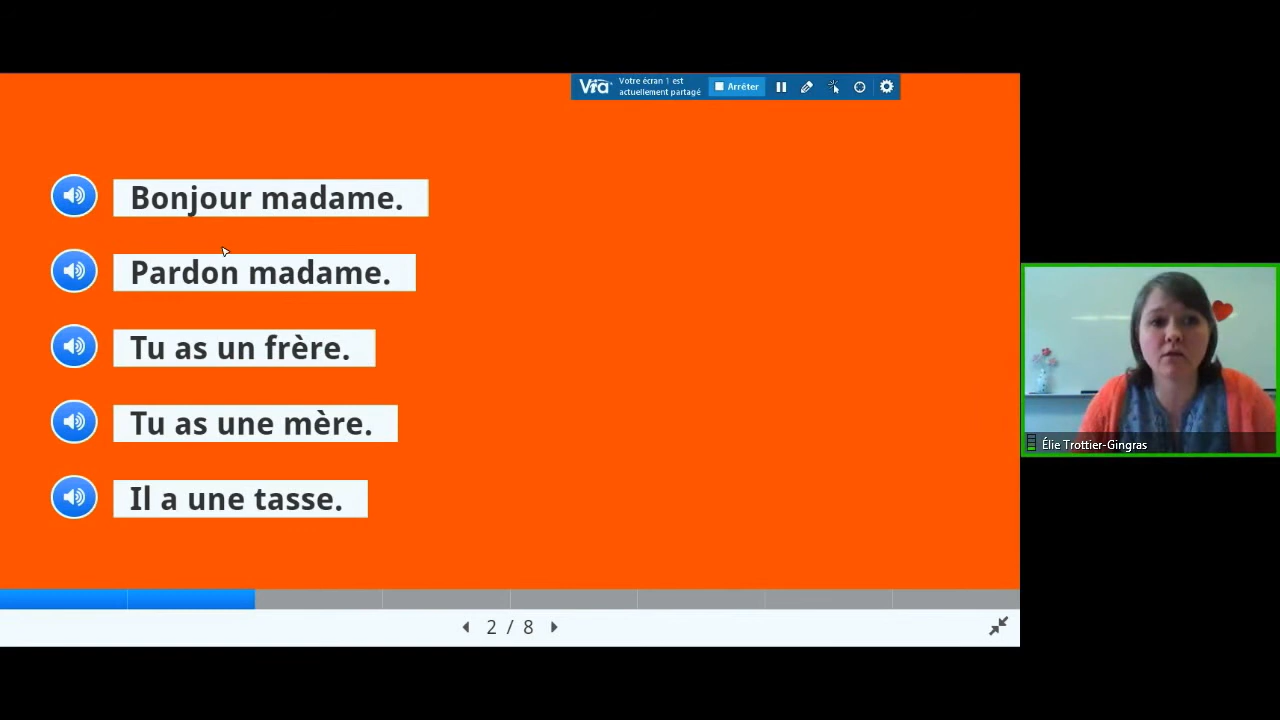 Via
Votre écran 1 est
actuellement partagé
Arrêter
Bonjour madame.
Pardon madame.
Tu as un frère.
Tu as une mère.
Il a une tasse.
Élie Trottier-Gingras
2 / 8